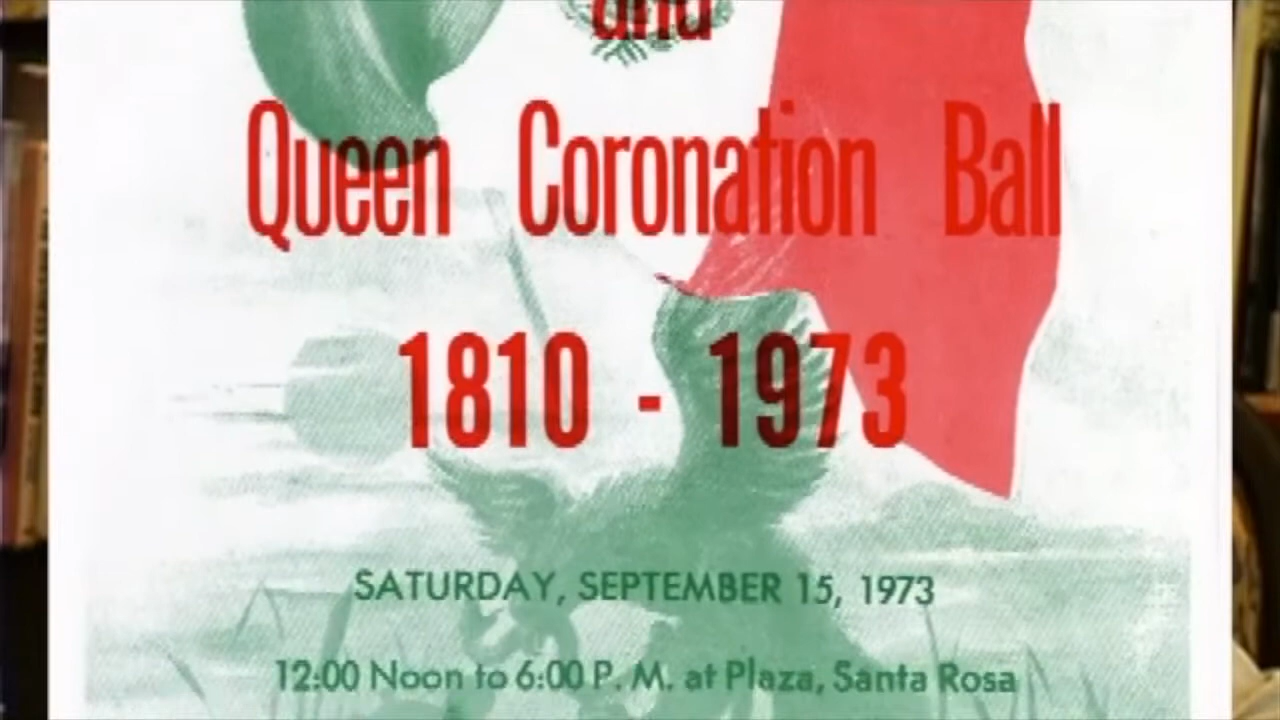 and
Queen Coronation Ball
1810 - 1973
SATURDAY, SEPTEMBER 15, 1973
12:00 Noon to 6:00 P. M. at Plaza, Santa Rosa